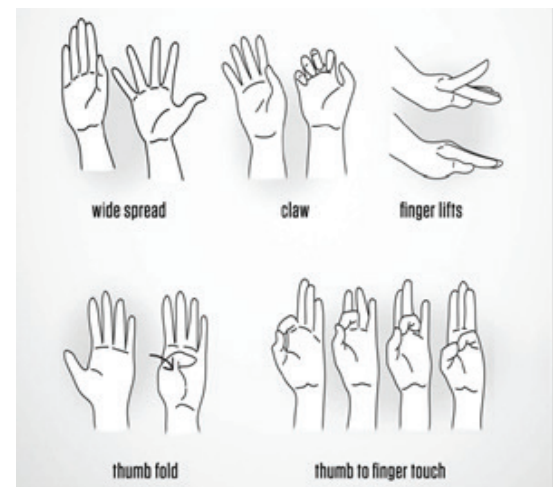 wide spread
claw
finger lifts
thumb fold
thumb to finger touch